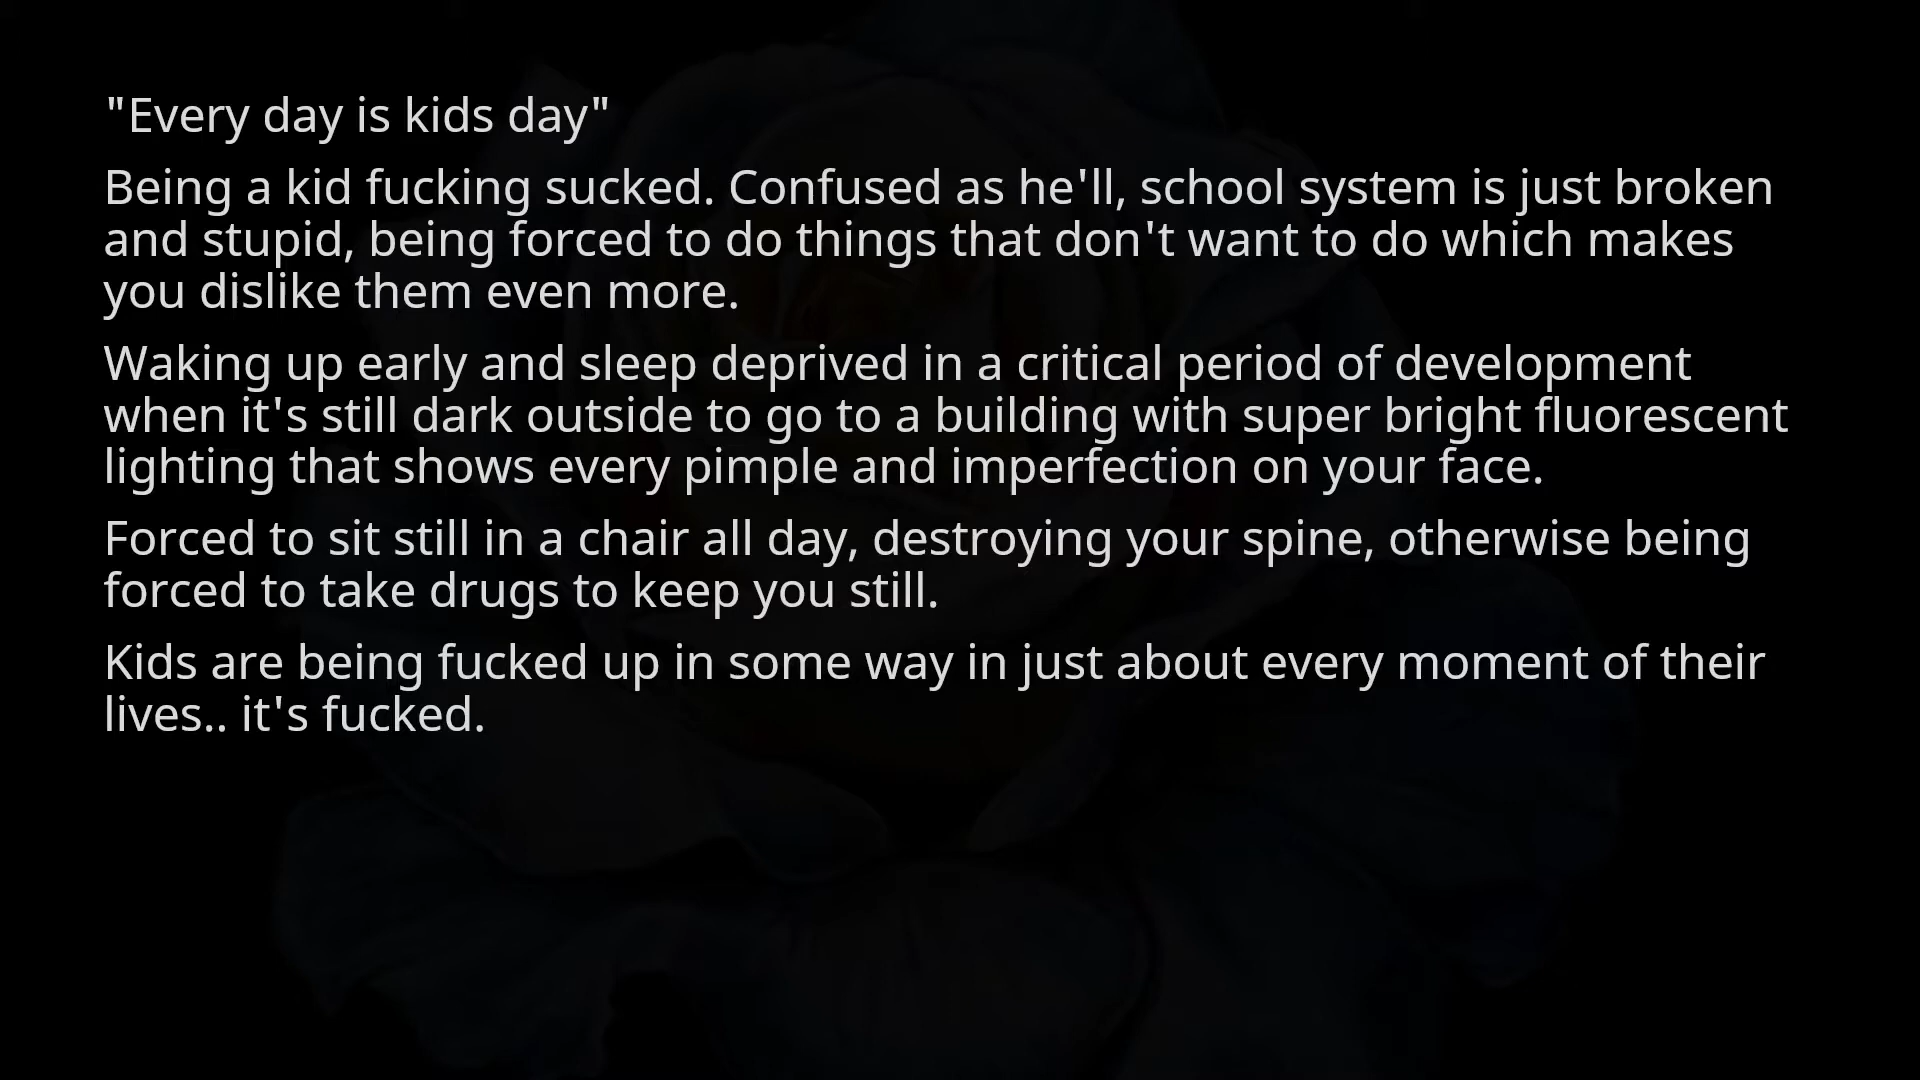 "Every day is kids day"
Being a kid fucking sucked. Confused as he'll, school system is just broken
and stupid, being forced to do things that don't want to do which makes
you dislike them even more.
Waking up early and sleep deprived in a critical period of development
when it's still dark outside to go to a building with super bright fluorescent
lighting that shows every pimple and imperfection on your face.
Forced to sit still in a chair all day, destroying your spine, otherwise being
forced to take drugs to keep you still.
Kids are being fucked up in some way in just about every moment of their
lives.. it's fucked.